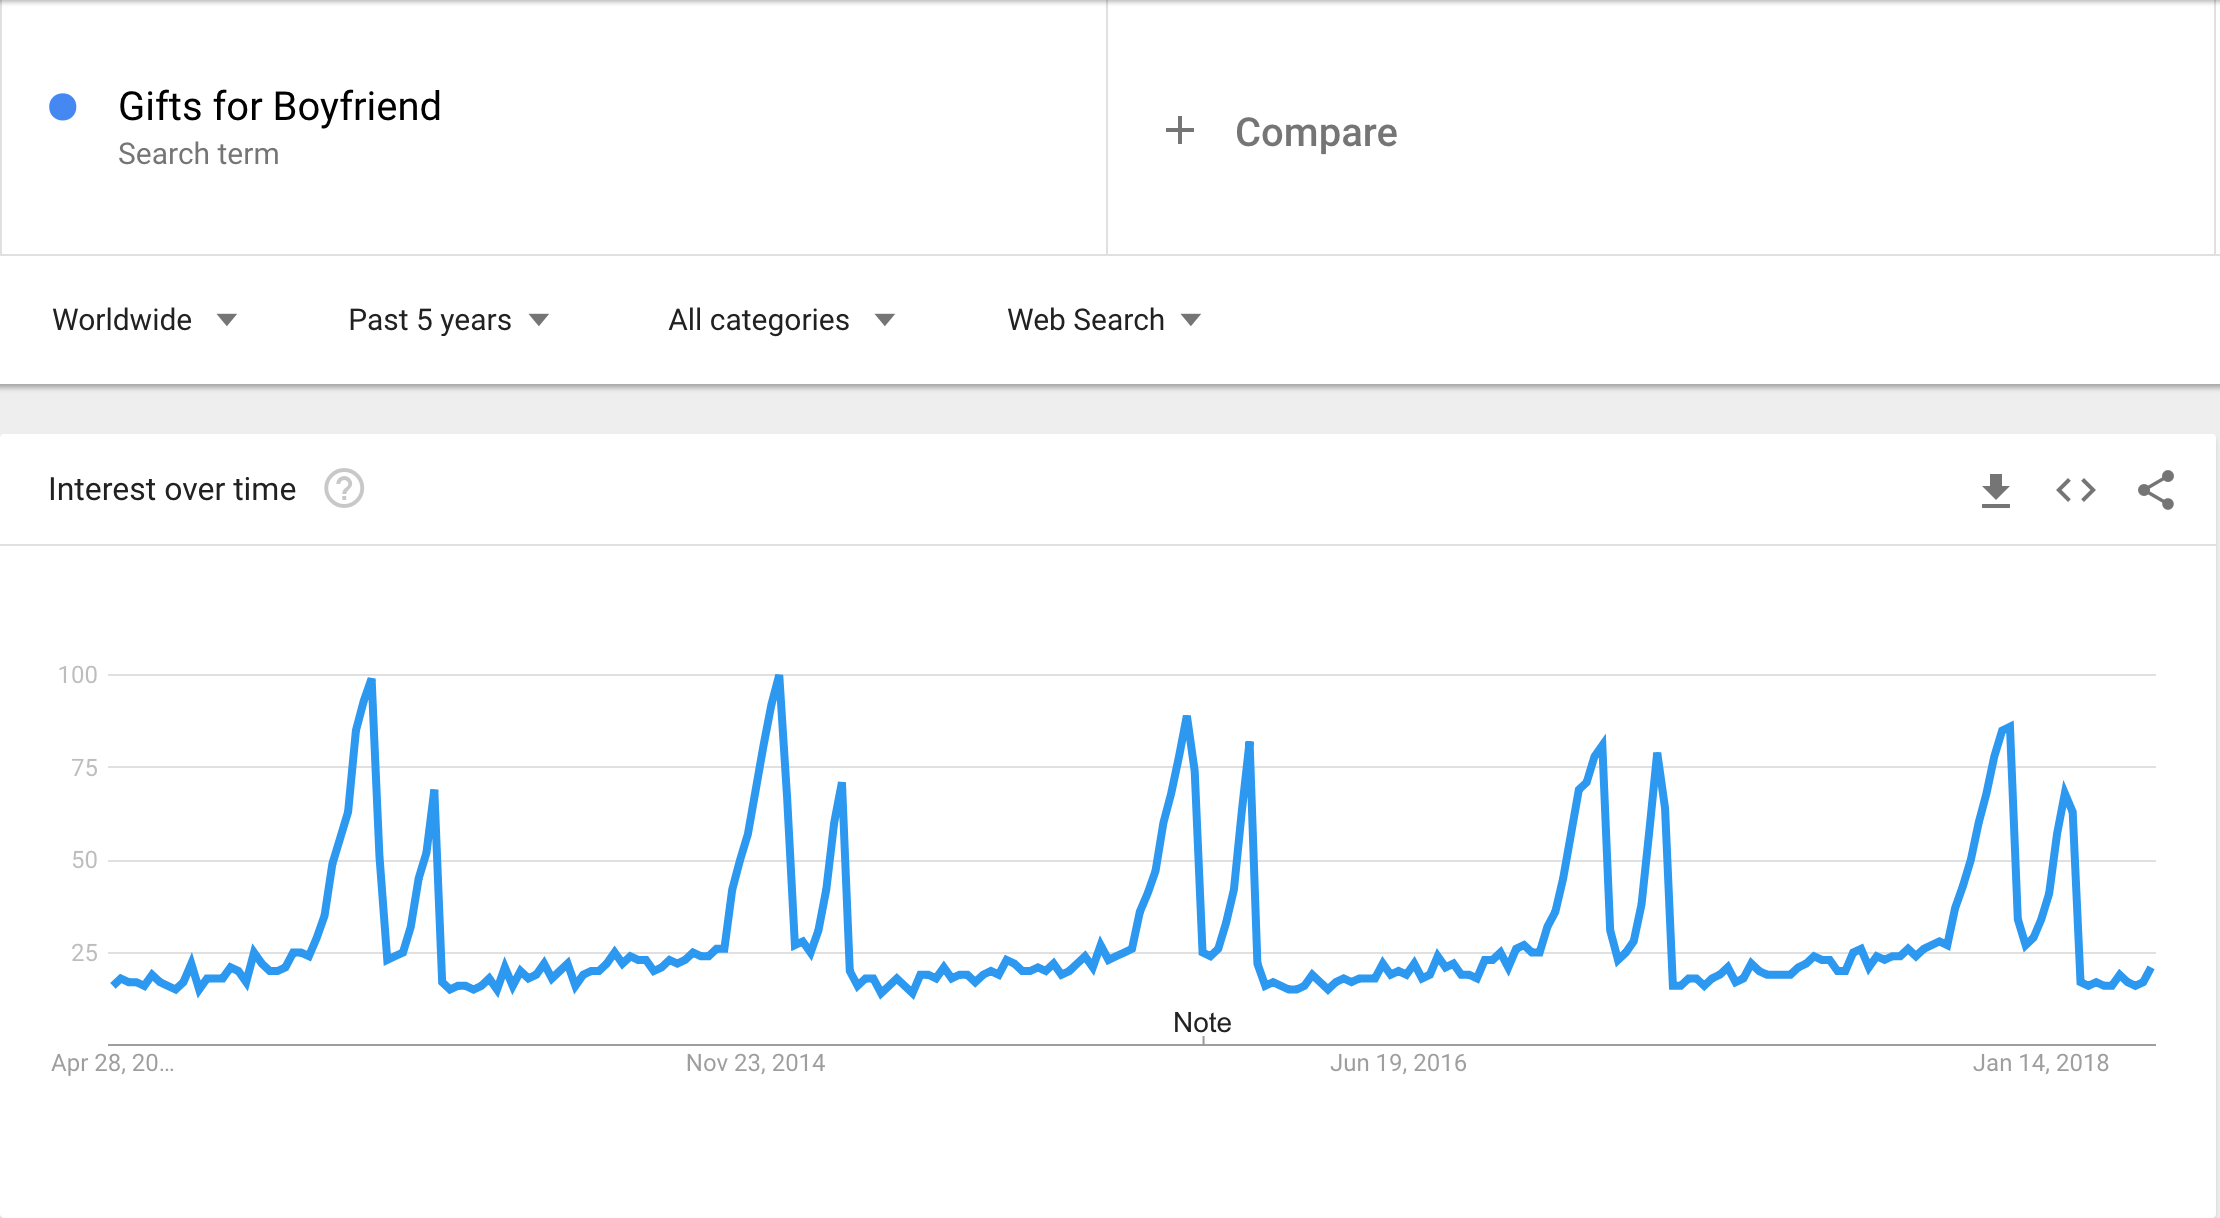 Gifts for Boyfriend
Search term
+ Compare
Worldwide
Past 5 years
All categories
Web Search
Interest over time ?
100
75
50
25
Note
Apr 28, 20...
Nov 23, 2014
Jun 19, 2016
Jan 14, 2018